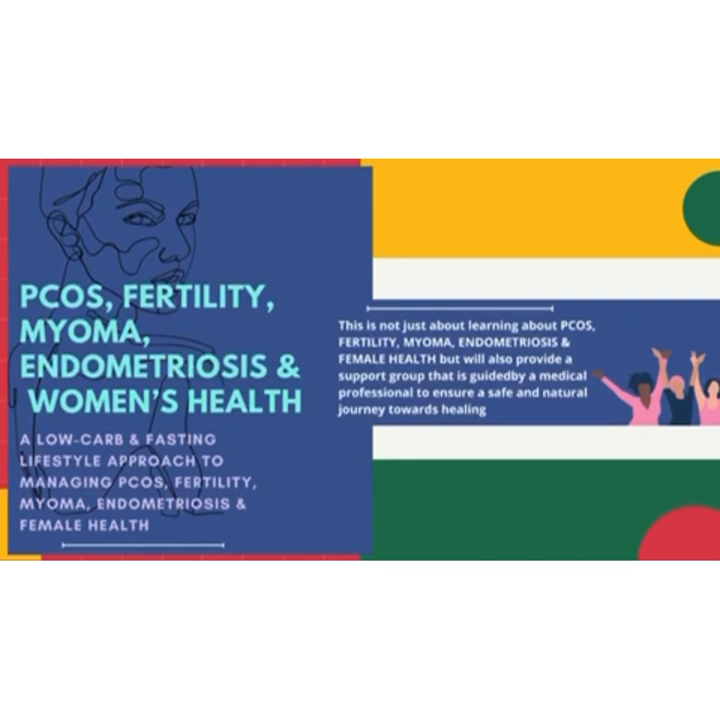 PCOS, FERTILITY,
MYOMA,
ENDOMETRIOSIS &
WOMEN'S HEALTH
A LOW-CARB & FASTING
LIFESTYLE APPROACH TO
MANAGING PCOS, FERTILITY,
MYOMA, ENDOMETRIOSIS &
FEMALE HEALTH
This is not just about learning about PCOS,
FERTILITY, MYOMA, ENDOMETRIOSIS &
FEMALE HEALTH but will also provide a
support group that is guidedby a medical
professional to ensure a safe and natural
journey towards healing